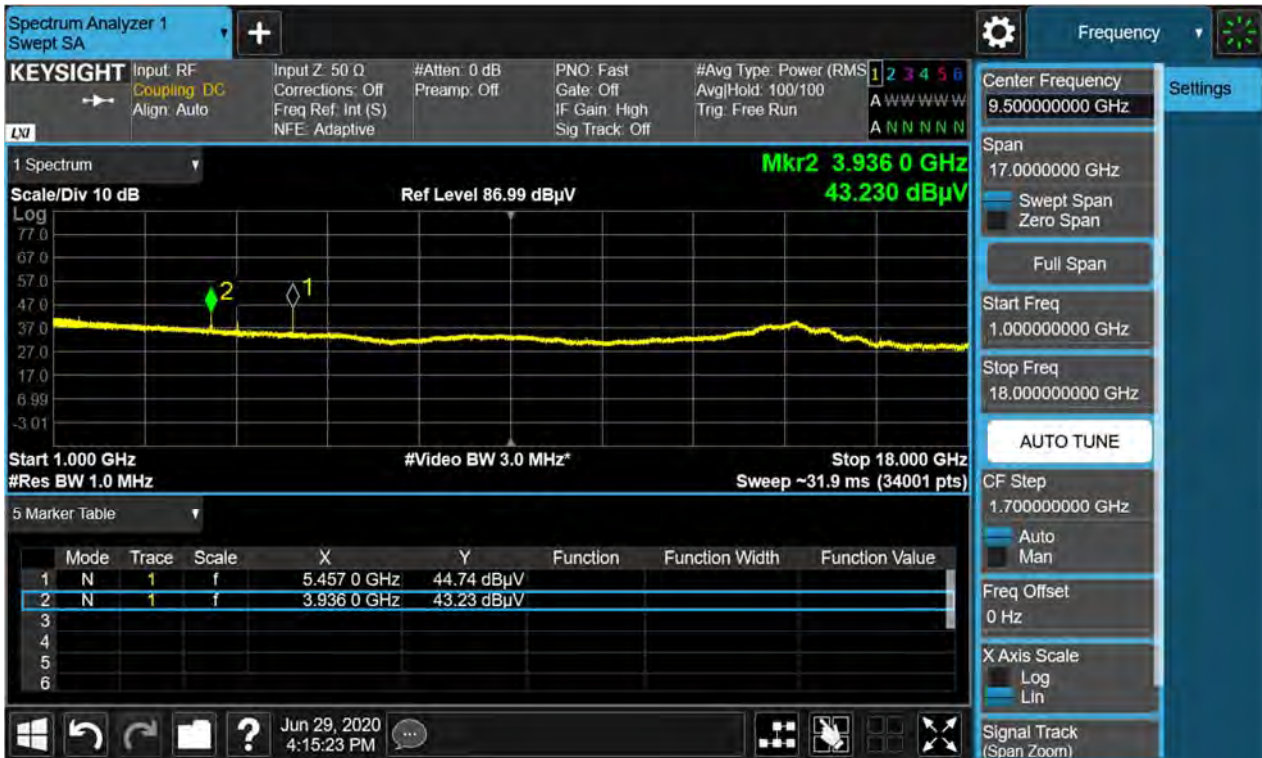 Spectrum Analyzer 1
Swept SA
+
Frequency
KEYSIGHT
LXI
Input: RF
Coupling: DC
Align: Auto
Input Z: 50 Ω
Corrections: Off
Freq Ref: Int (S)
NFE: Adaptive
#Atten: 0 dB
Preamp: Off
PNO: Fast
Gate: Off
IF Gain: High
Sig Track: Off
#Avg Type: Power (RMS
Avg|Hold: 100/100
Trig: Free Run
1 2 3 4 5 6
A W W W W W
A N N N N N
1 Spectrum
Mkr2 3.936 0 GHz
Scale/Div 10 dB
Ref Level 86.99 dBµV
43.230 dBµV
Log
77.0
67.0
57.0
47.0
37.0
27.0
17.0
6.99
-3.01
2
1
Start 1.000 GHz
#Video BW 3.0 MHz*
Stop 18.000 GHz
#Res BW 1.0 MHz
Sweep ~31.9 ms (34001 pts)
5 Marker Table
Mode Trace Scale X Y Function Function Width Function Value
1 N 1 f 5.457 0 GHz 44.74 dBµV
2 N 1 f 3.936 0 GHz 43.23 dBµV
3
4
5
6
?
Jun 29, 2020
4:15:23 PM
Center Frequency
9.500000000 GHz
Settings
Span
17.0000000 GHz
Swept Span
Zero Span
Full Span
Start Freq
1.000000000 GHz
Stop Freq
18.000000000 GHz
AUTO TUNE
CF Step
1.700000000 GHz
Auto
Man
Freq Offset
0 Hz
X Axis Scale
Log
Lin
Signal Track
(Span Zoom)